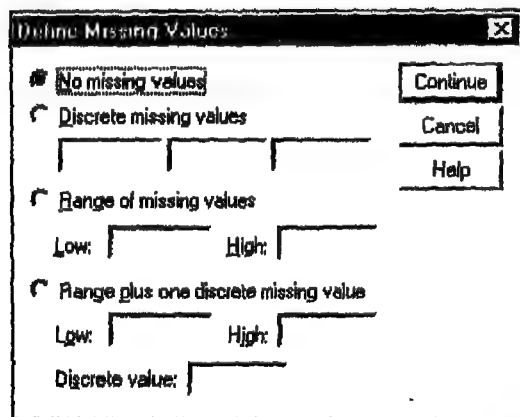 Define Missing Values
No missing values
Continue
Discrete missing values
Cancel
Help
Range of missing values
Low: High:
Range plus one discrete missing value
Low: High:
Discrete value: